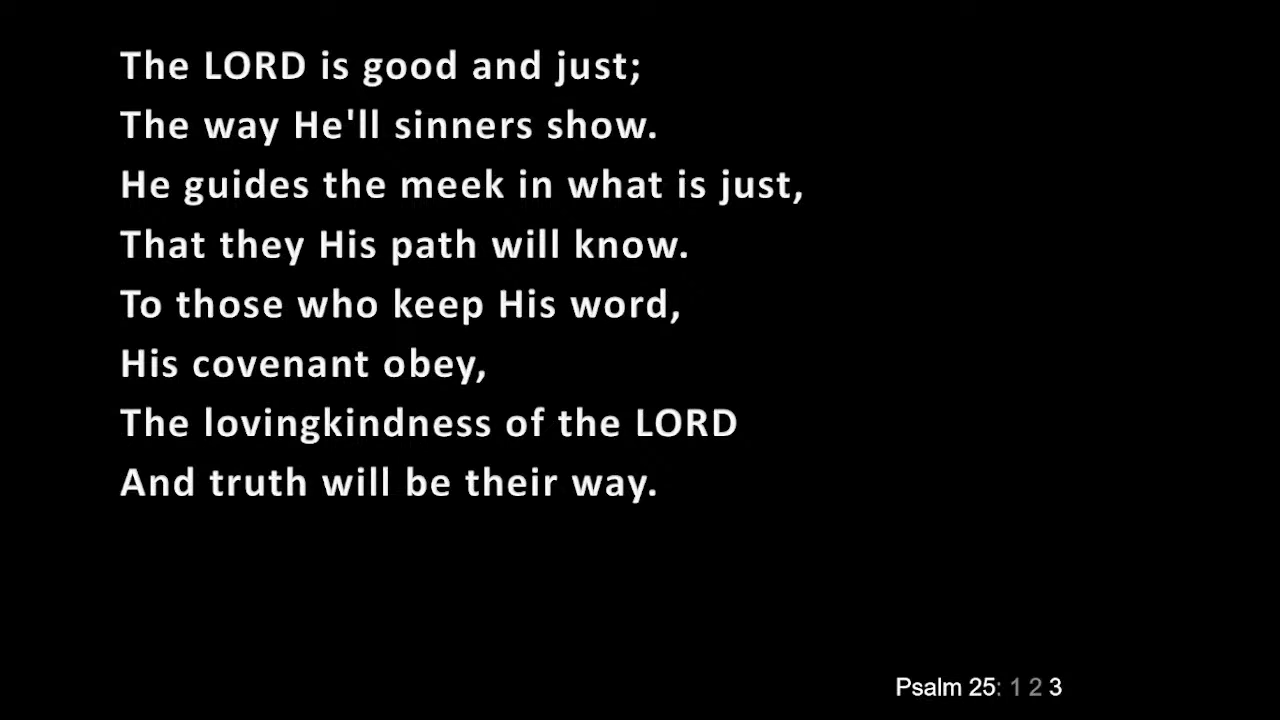 The LORD is good and just;
The way He'll sinners show.
He guides the meek in what is just,
That they His path will know.
To those who keep His word,
His covenant obey,
The lovingkindness of the LORD
And truth will be their way.
Psalm 25: 1 2 3